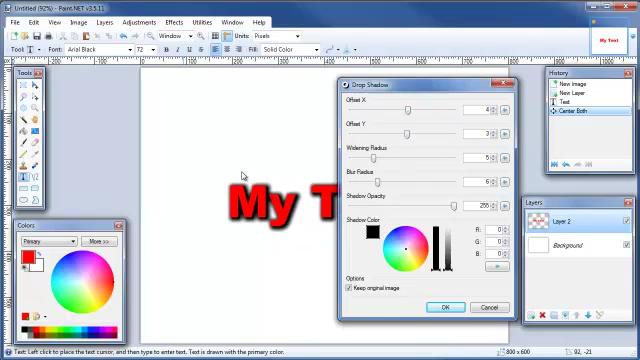 Untitled (92%) - Paint.NET v3.5.11
File Edit View Image Layers Adjustments Effects Utilities Window Help
Window Units: Pixels
Tool: Font: Arial Black 72 Solid Color
My Text
Tools
My T
Drop Shadow
Offset X
4
Offset Y
3
Widening Radius
5
Blur Radius
6
Shadow Opacity
255
Shadow Color
R: 0
G: 0
B: 0
Options
Keep original image
OK Cancel
History
New Image
New Layer
Text
Center Both
Layers
Layer 2
Background
Colors
Primary More >>
Text: Left click to place the text cursor, and then type to enter text. Text is drawn with the primary color.
800 x 600
92, -21